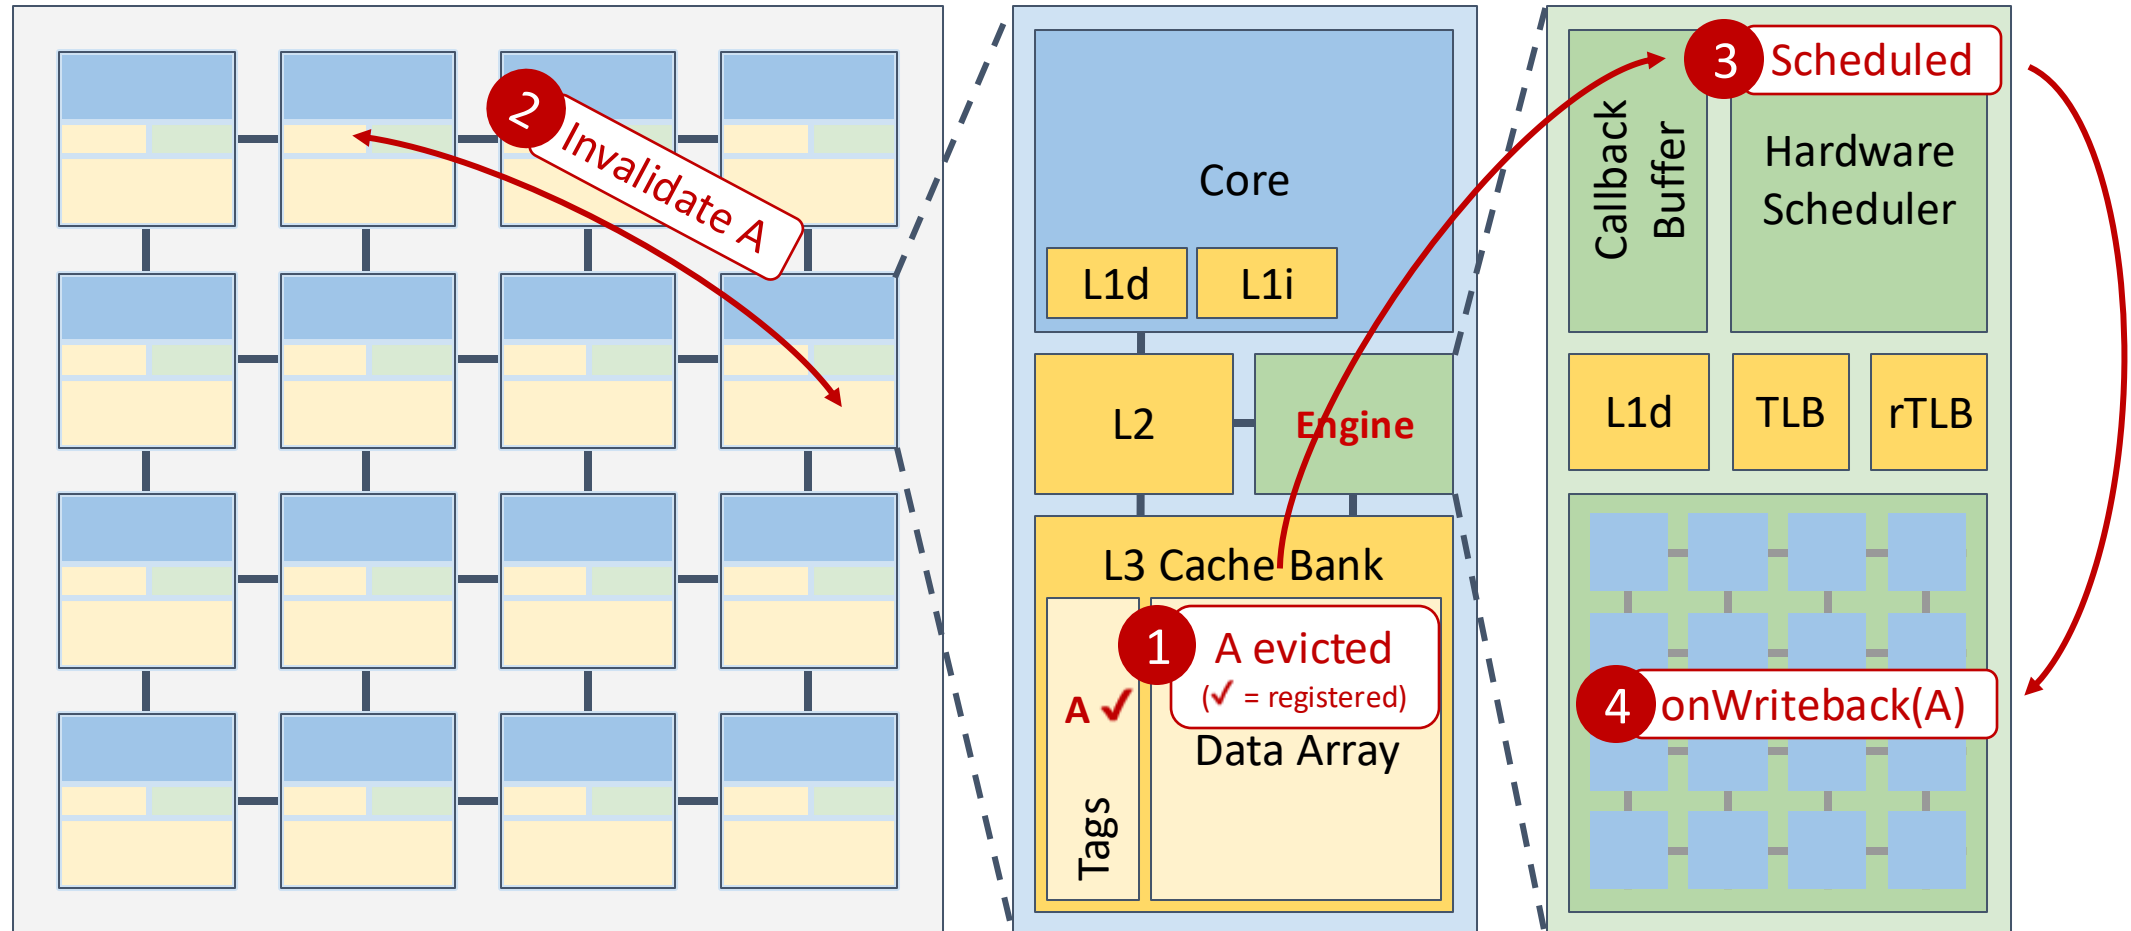 2 Invalidate A
Core
L1d
L1i
L2
Engine
L3 Cache Bank
1 A evicted
(✓ = registered)
A ✓
Tags
Data Array
3 Scheduled
Callback
Buffer
Hardware
Scheduler
L1d
TLB
rTLB
4 onWriteback(A)